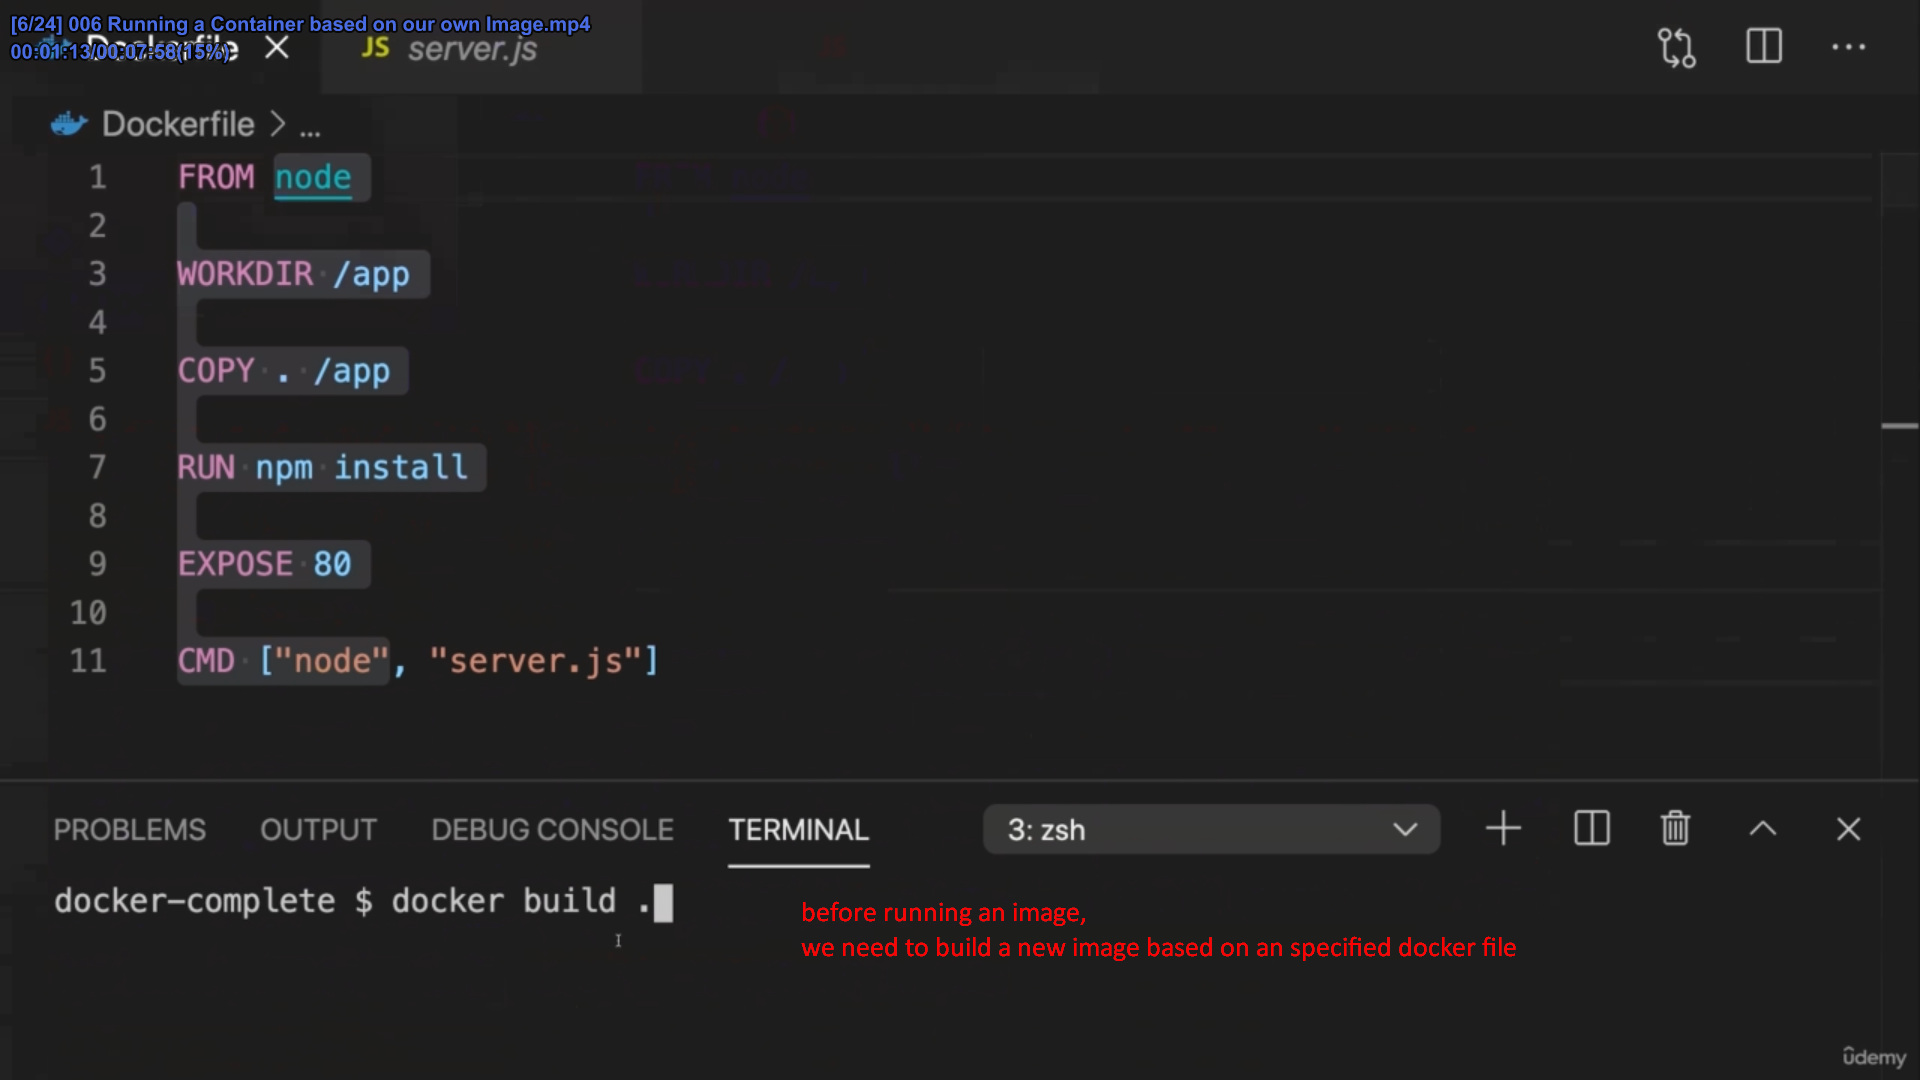 [6/24] 006 Running a Container based on our own Image.mp4
00:01:13/00:07:58(15%)
Dockerfile
JS server.js
Dockerfile > ...
1 FROM node
2
3 WORKDIR /app
4
5 COPY . /app
6
7 RUN npm install
8
9 EXPOSE 80
10
11 CMD ["node", "server.js"]
PROBLEMS OUTPUT DEBUG CONSOLE TERMINAL 3: zsh
docker-complete $ docker build .
before running an image,
we need to build a new image based on an specified docker file
ûdemy